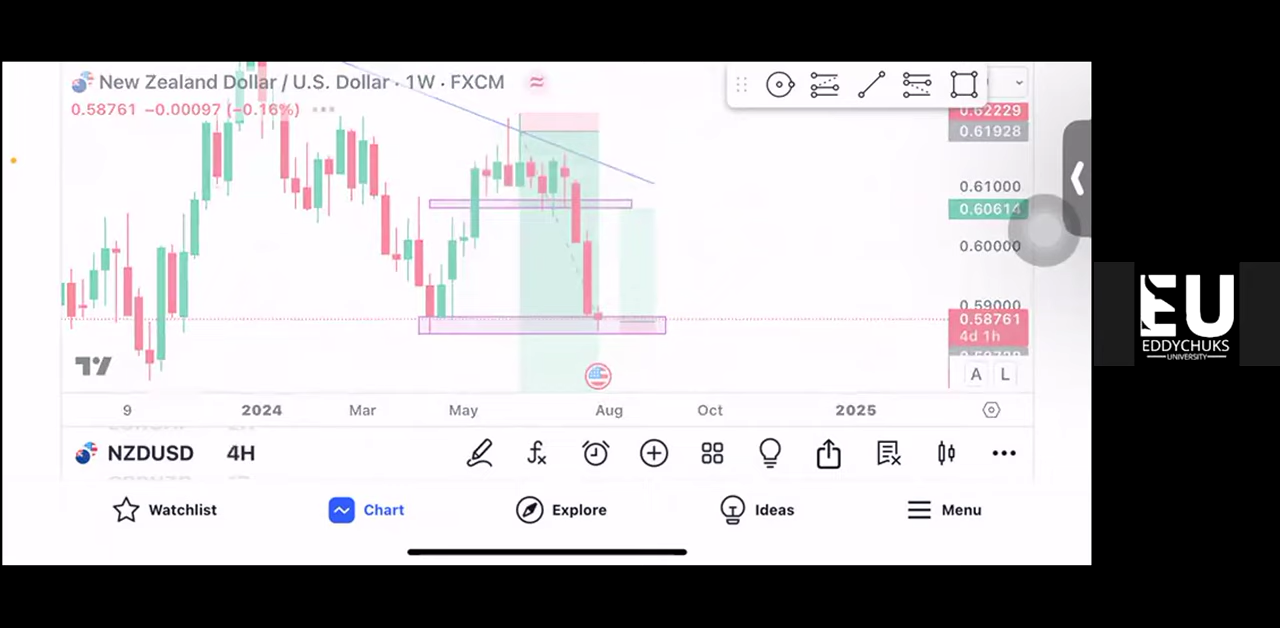 New Zealand Dollar / U.S. Dollar · 1W · FXCM
0.58761 −0.00097 (−0.16%)
0.62229
0.61928
0.61000
0.60614
0.60000
0.59000
0.58761
4d 1h
A L
9 2024 Mar May Aug Oct 2025
NZDUSD 4H
Watchlist Chart Explore Ideas Menu
EU
EDDYCHUKS
UNIVERSITY